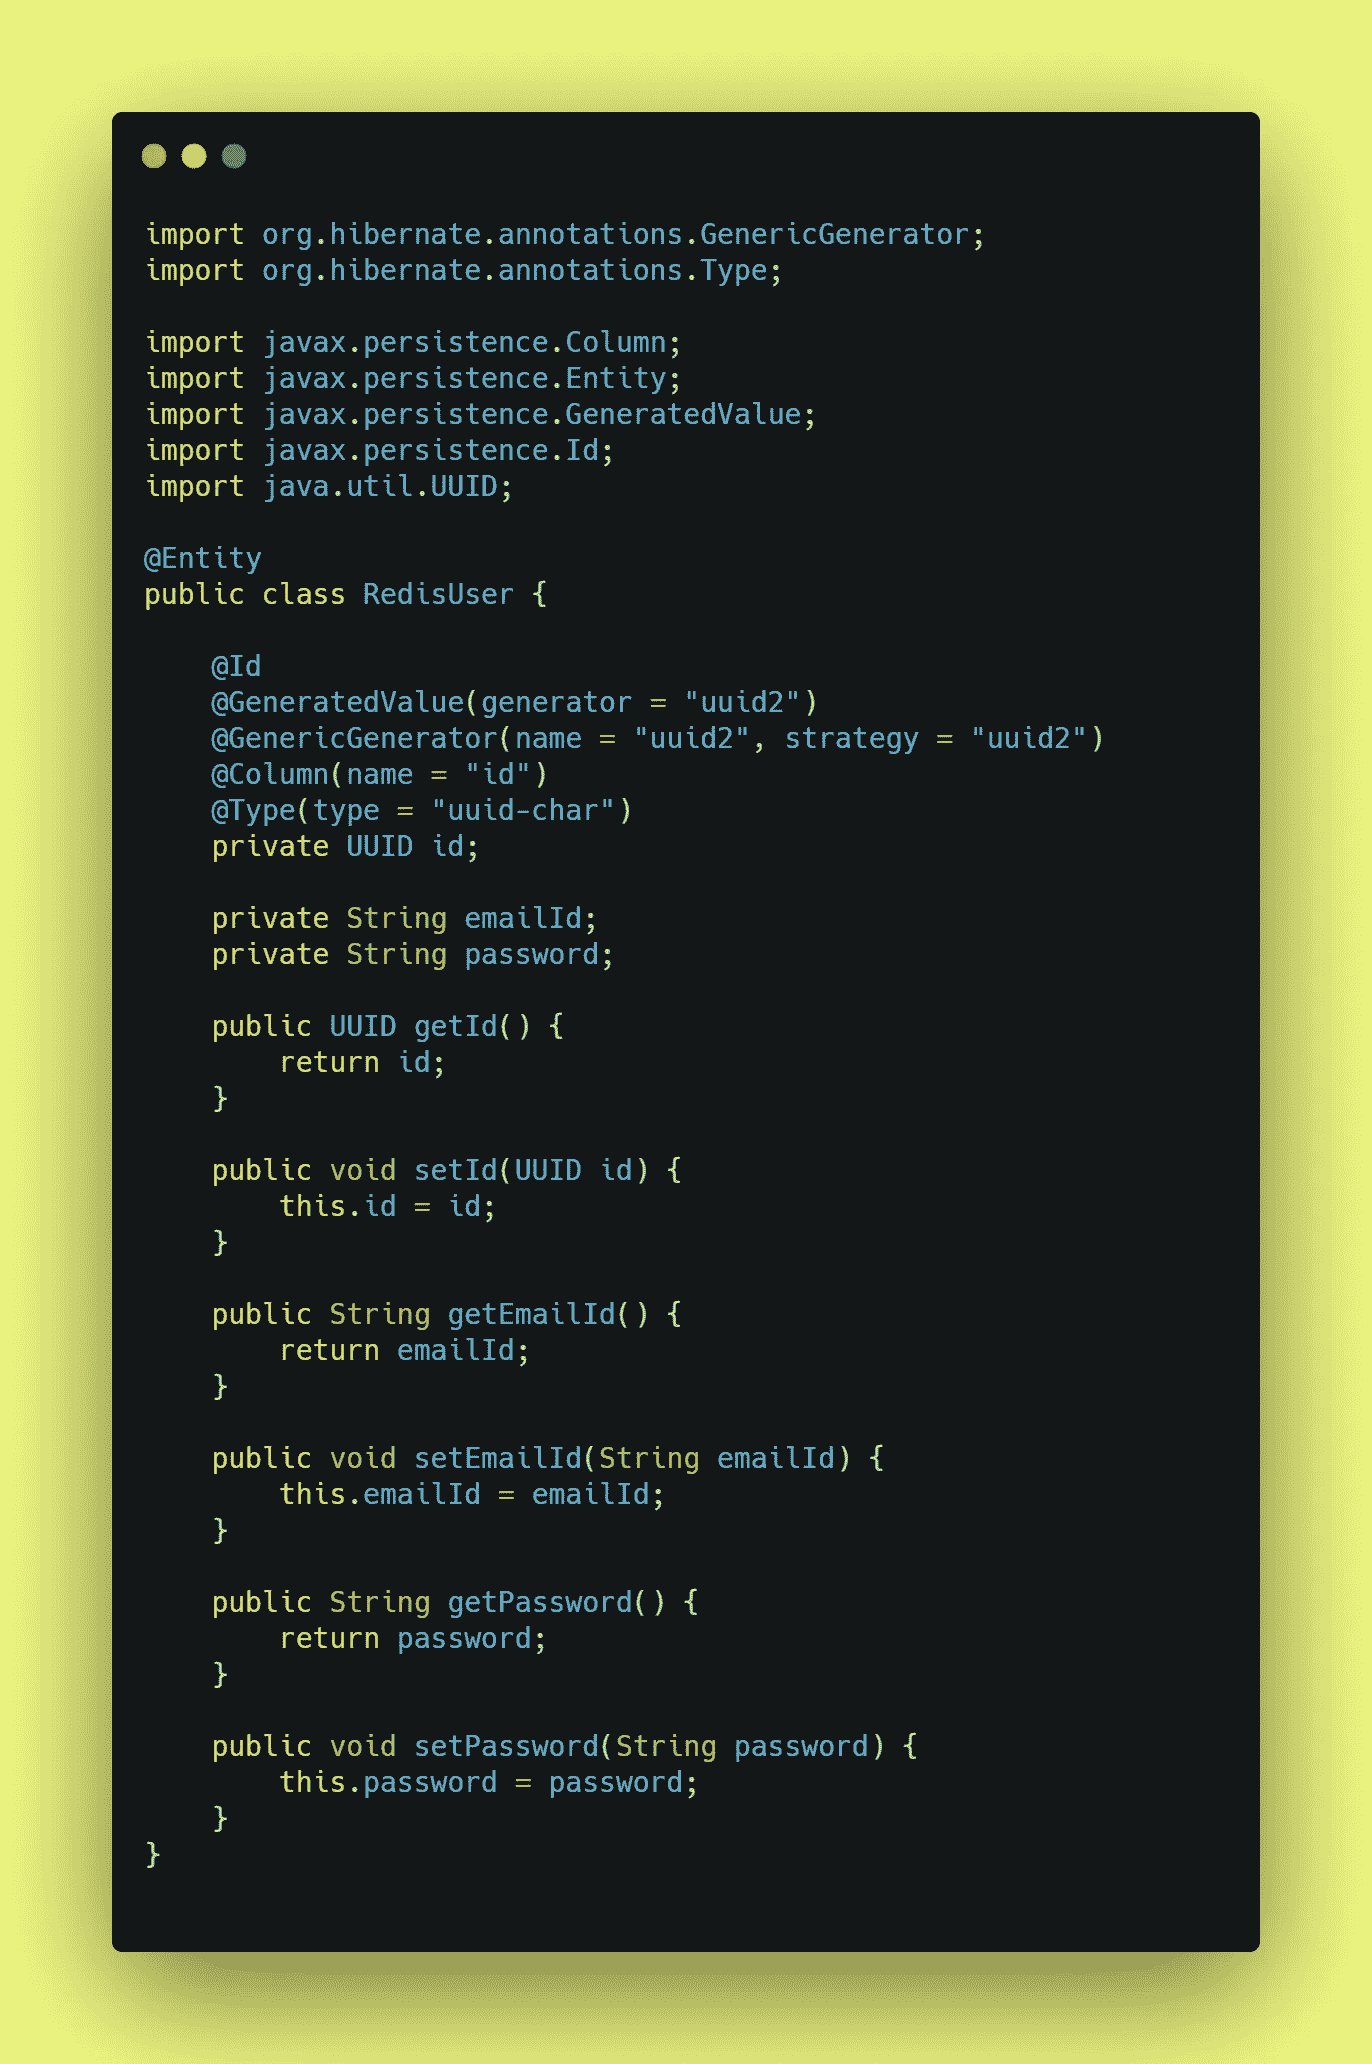 import org.hibernate.annotations.GenericGenerator;
import org.hibernate.annotations.Type;

import javax.persistence.Column;
import javax.persistence.Entity;
import javax.persistence.GeneratedValue;
import javax.persistence.Id;
import java.util.UUID;

@Entity
public class RedisUser {

    @Id
    @GeneratedValue(generator = "uuid2")
    @GenericGenerator(name = "uuid2", strategy = "uuid2")
    @Column(name = "id")
    @Type(type = "uuid-char")
    private UUID id;

    private String emailId;
    private String password;

    public UUID getId() {
        return id;
    }

    public void setId(UUID id) {
        this.id = id;
    }

    public String getEmailId() {
        return emailId;
    }

    public void setEmailId(String emailId) {
        this.emailId = emailId;
    }

    public String getPassword() {
        return password;
    }

    public void setPassword(String password) {
        this.password = password;
    }
}